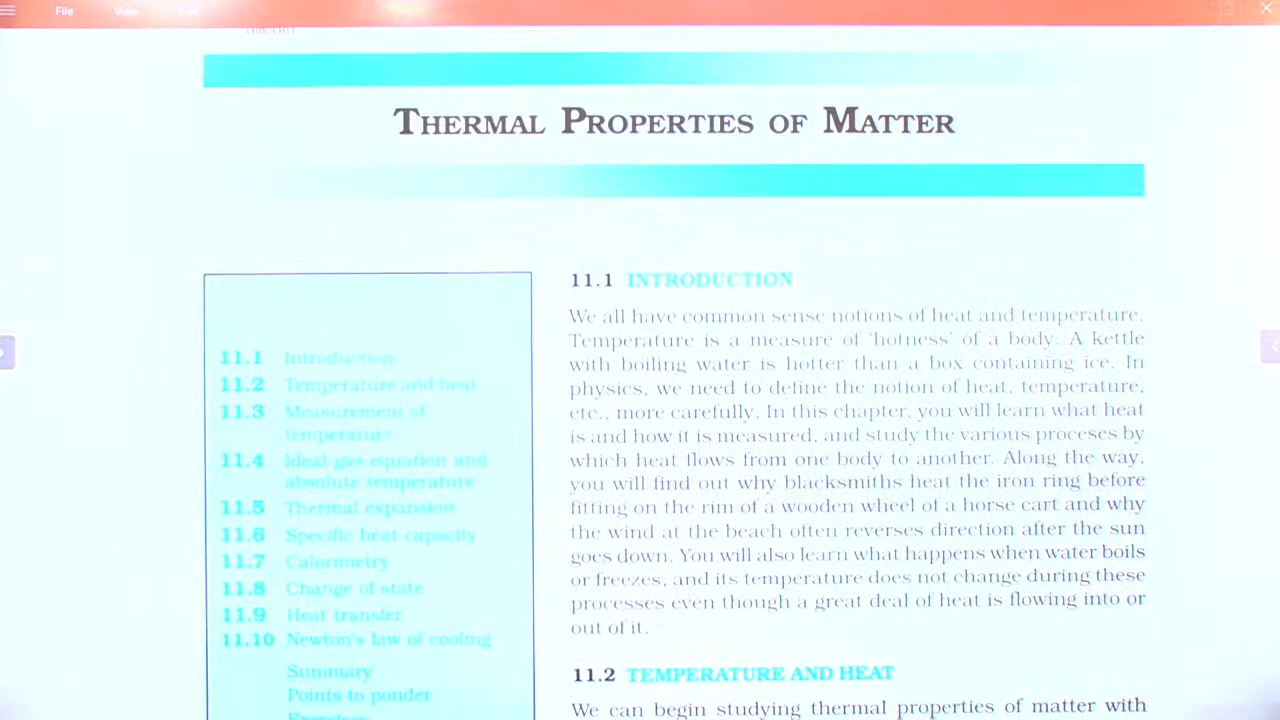 File View Edit
THERMAL PROPERTIES OF MATTER
11.1 Introduction
11.2 Temperature and heat
11.3 Measurement of
temperature
11.4 Ideal-gas equation and
absolute temperature
11.5 Thermal expansion
11.6 Specific heat capacity
11.7 Calorimetry
11.8 Change of state
11.9 Heat transfer
11.10 Newton's law of cooling
Summary
Points to ponder
Exercises
11.1 INTRODUCTION
We all have common sense notions of heat and temperature.
Temperature is a measure of 'hotness' of a body. A kettle
with boiling water is hotter than a box containing ice. In
physics, we need to define the notion of heat, temperature,
etc., more carefully. In this chapter, you will learn what heat
is and how it is measured, and study the various proceses by
which heat flows from one body to another. Along the way,
you will find out why blacksmiths heat the iron ring before
fitting on the rim of a wooden wheel of a horse cart and why
the wind at the beach often reverses direction after the sun
goes down. You will also learn what happens when water boils
or freezes, and its temperature does not change during these
processes even though a great deal of heat is flowing into or
out of it.
11.2 TEMPERATURE AND HEAT
We can begin studying thermal properties of matter with